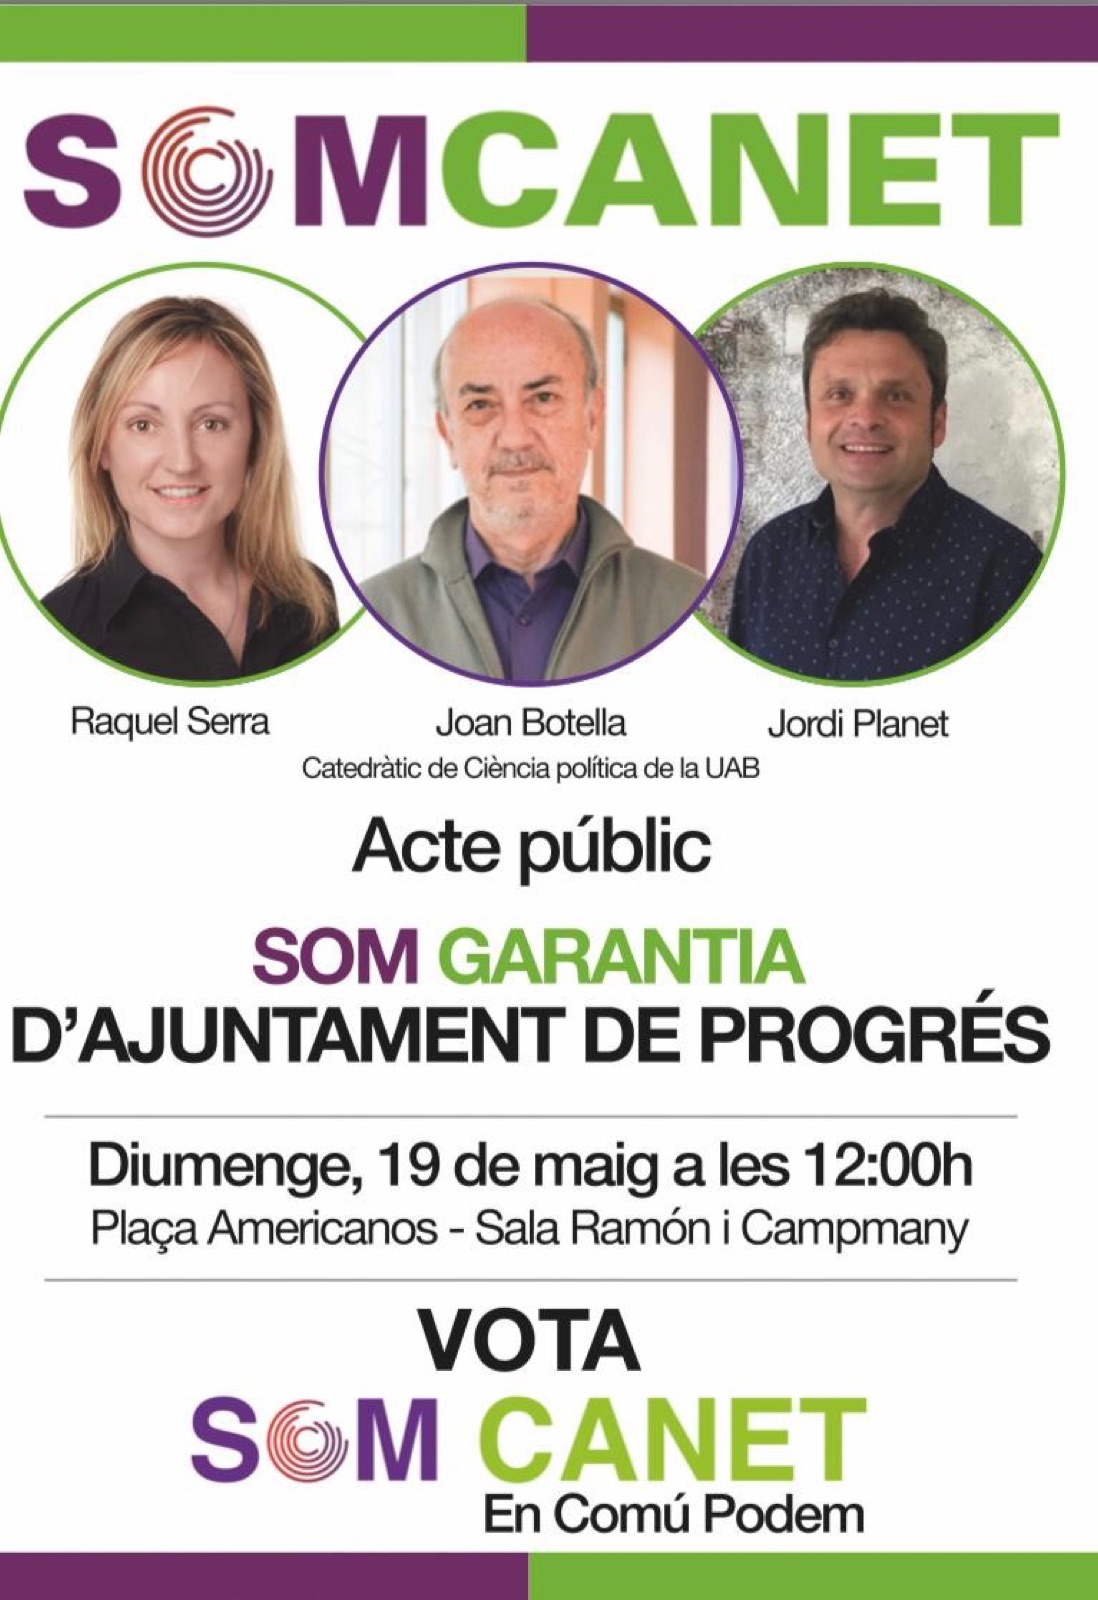 SOMCANET
Raquel Serra
Joan Botella
Jordi Planet
Catedràtic de Ciència política de la UAB
Acte públic
SOM GARANTIA
D'AJUNTAMENT DE PROGRÉS
Diumenge, 19 de maig a les 12:00h
Plaça Americanos - Sala Ramón i Campmany
VOTA
SOM CANET
En Comú Podem